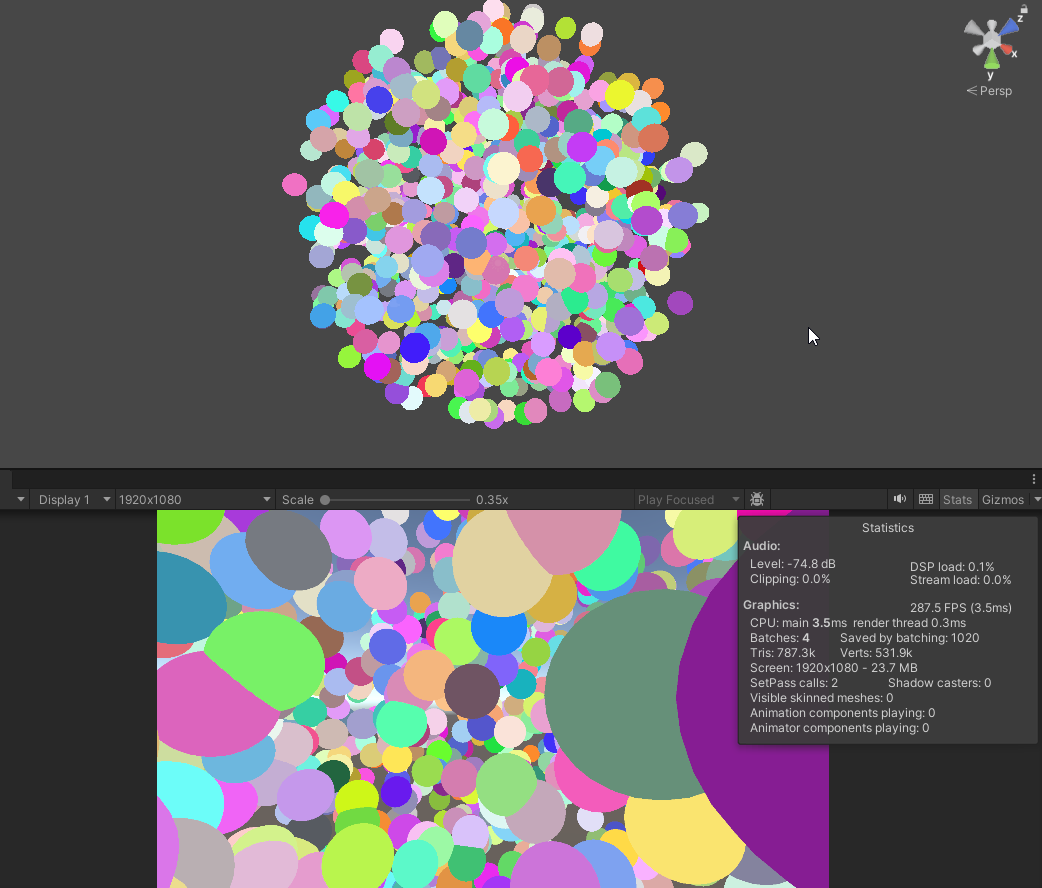 z
x
y
Persp
Display 1
1920x1080
Scale
0.35x
Play Focused
Stats
Gizmos
Statistics
Audio:
Level: -74.8 dB
DSP load: 0.1%
Clipping: 0.0%
Stream load: 0.0%
Graphics:
287.5 FPS (3.5ms)
CPU: main 3.5ms render thread 0.3ms
Batches: 4 Saved by batching: 1020
Tris: 787.3k Verts: 531.9k
Screen: 1920x1080 - 23.7 MB
SetPass calls: 2 Shadow casters: 0
Visible skinned meshes: 0
Animation components playing: 0
Animator components playing: 0